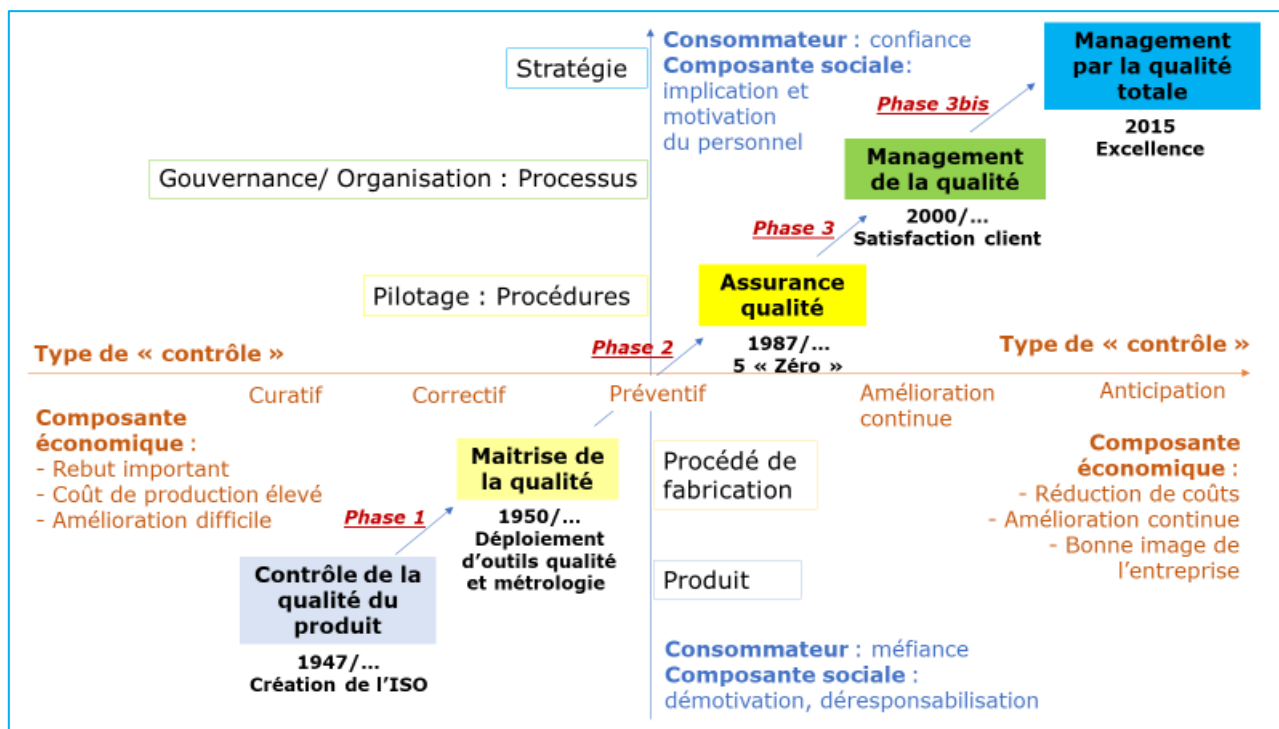 Stratégie
Consommateur : confiance
Composante sociale:
implication et
motivation
du personnel
Management
par la qualité
totale
2015
Excellence
Phase 3bis
Gouvernance/ Organisation : Processus
Management
de la qualité
2000/...
Satisfaction client
Phase 3
Pilotage : Procédures
Assurance
qualité
1987/...
5 « Zéro »
Phase 2
Type de « contrôle »
Type de « contrôle »
Curatif
Correctif
Préventif
Amélioration
continue
Anticipation
Composante
économique :
- Rebut important
- Coût de production élevé
- Amélioration difficile
Maitrise de
la qualité
1950/...
Déploiement
d'outils qualité
et métrologie
Phase 1
Procédé de
fabrication
Composante
économique :
- Réduction de coûts
- Amélioration continue
- Bonne image de
l'entreprise
Contrôle de la
qualité du
produit
1947/...
Création de l'ISO
Produit
Consommateur : méfiance
Composante sociale :
démotivation, déresponsabilisation